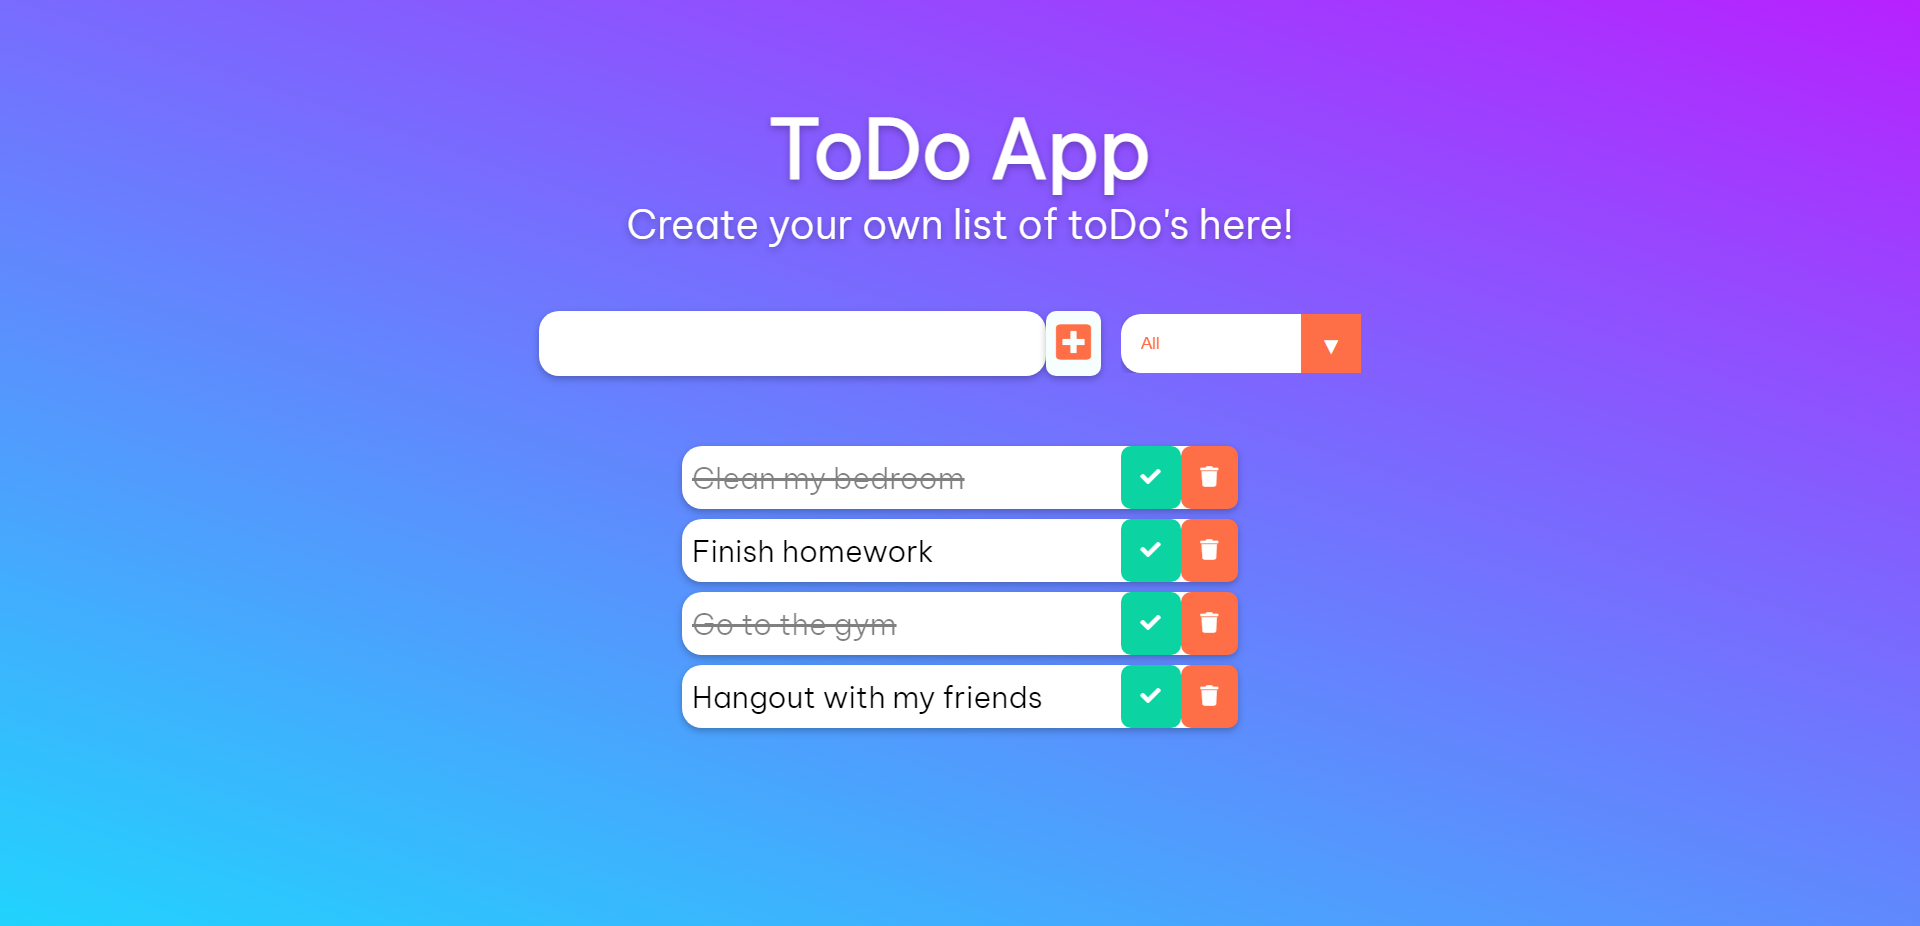 ToDo App
Create your own list of toDo's here!
All
Clean my bedroom
Finish homework
Go to the gym
Hangout with my friends